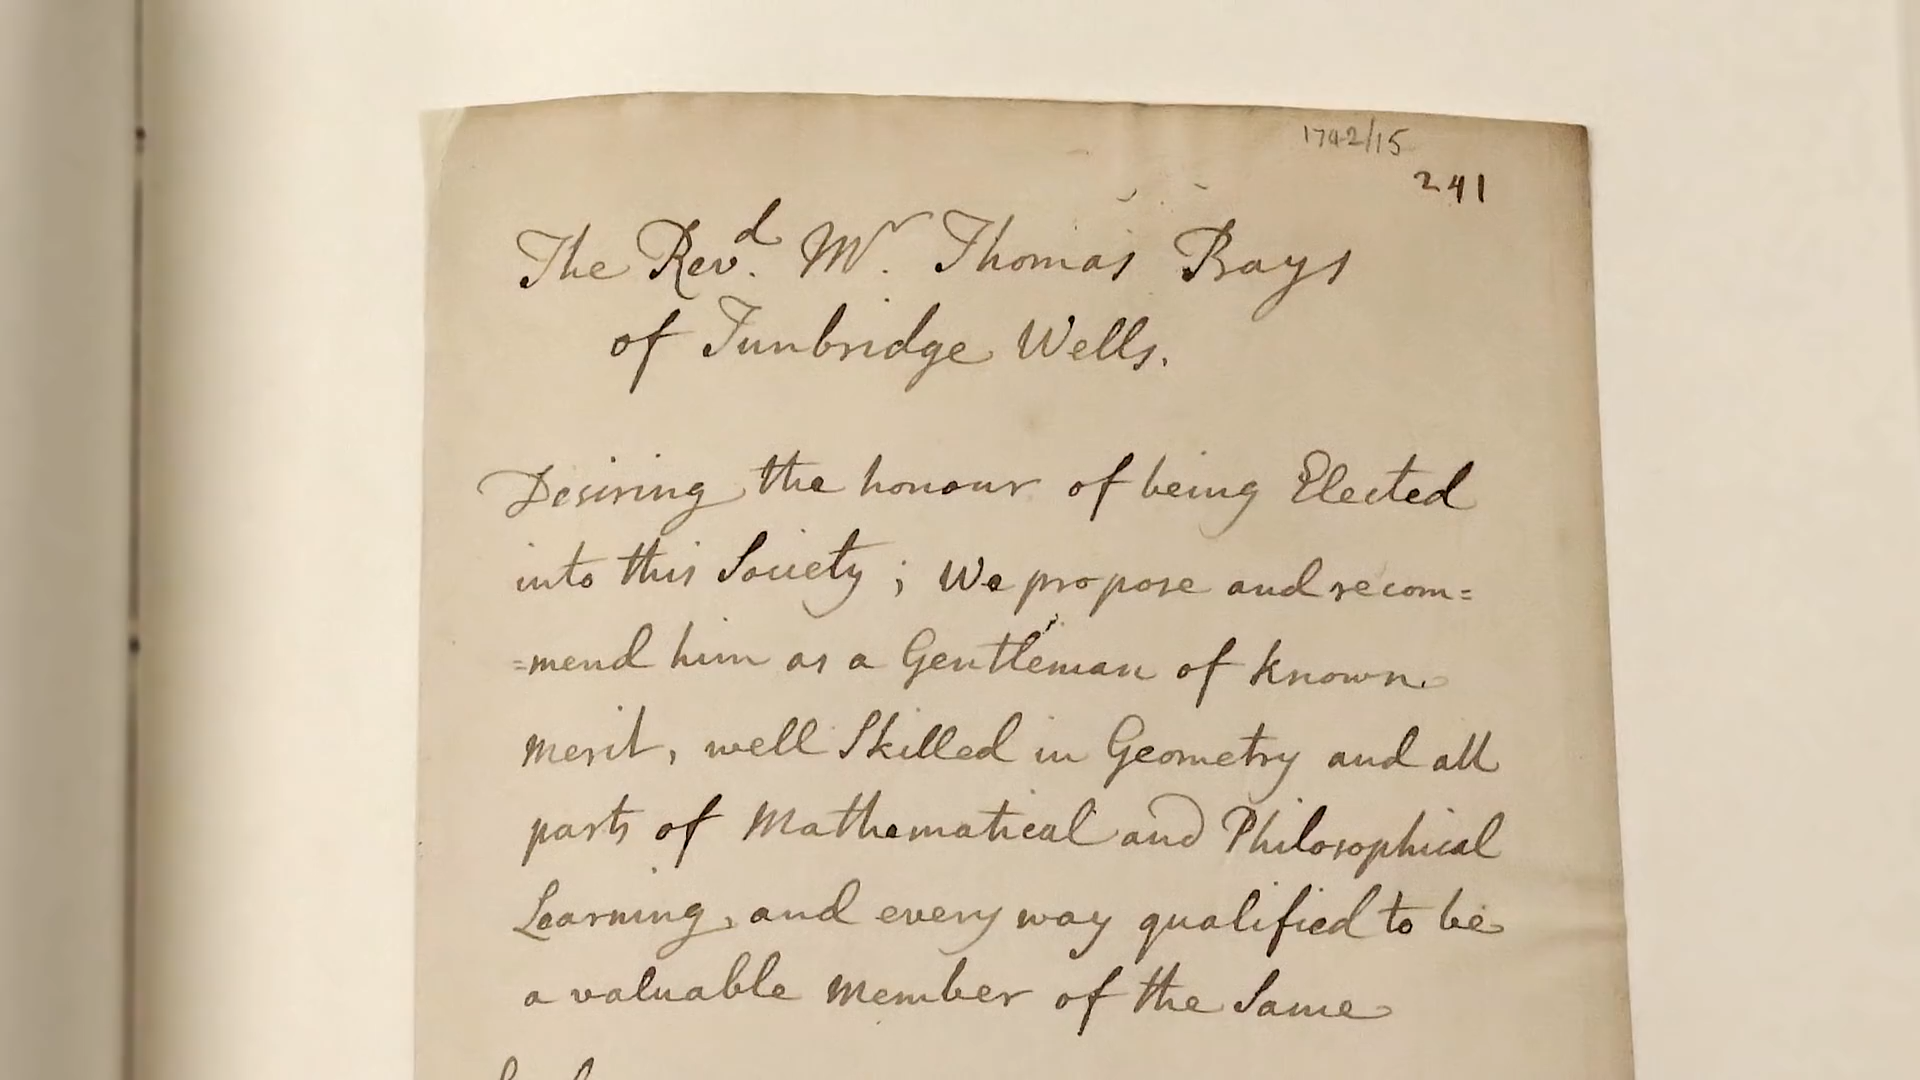 1742/15
241
The Rev.d Mr. Thomas Bays
of Tunbridge Wells.
Desiring the honour of being Elected
into this Society; We propose and recom=
=mend him as a Gentleman of known
merit, well Skilled in Geometry and all
parts of Mathematical and Philosophical
Learning, and every way qualified to be
a valuable Member of the Same